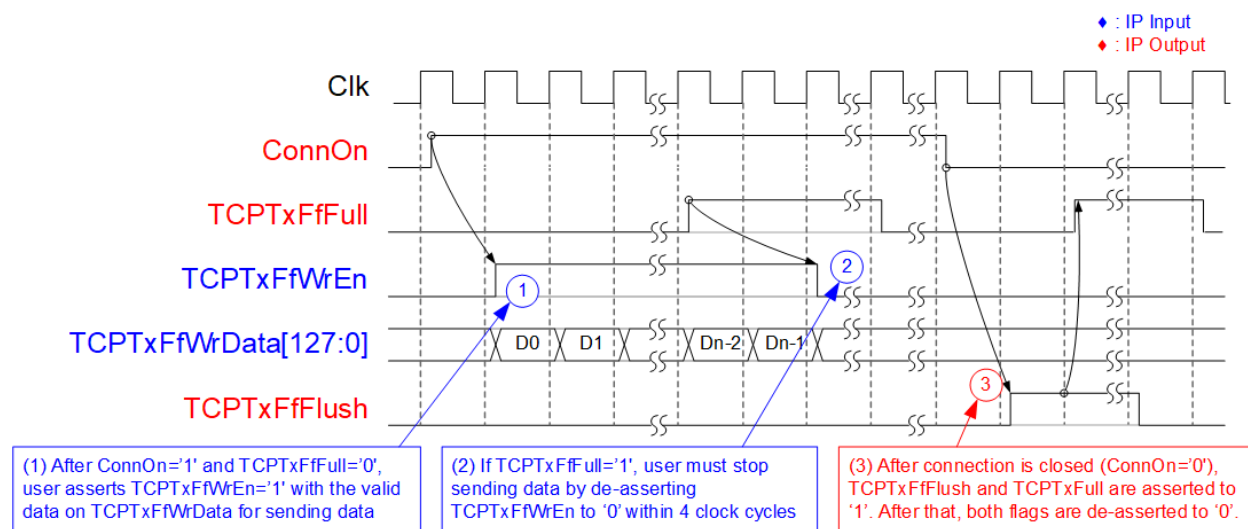 ♦ : IP Input
♦ : IP Output
Clk
ConnOn
TCPTxFfFull
TCPTxFfWrEn
1
2
TCPTxFfWrData[127:0]
D0
D1
Dn-2
Dn-1
TCPTxFfFlush
3
(1) After ConnOn='1' and TCPTxFfFull='0',
user asserts TCPTxFfWrEn='1' with the valid
data on TCPTxFfWrData for sending data
(2) If TCPTxFfFull='1', user must stop
sending data by de-asserting
TCPTxFfWrEn to ‘0’ within 4 clock cycles
(3) After connection is closed (ConnOn='0'),
TCPTxFfFlush and TCPTxFull are asserted to
‘1’. After that, both flags are de-asserted to ‘0’.